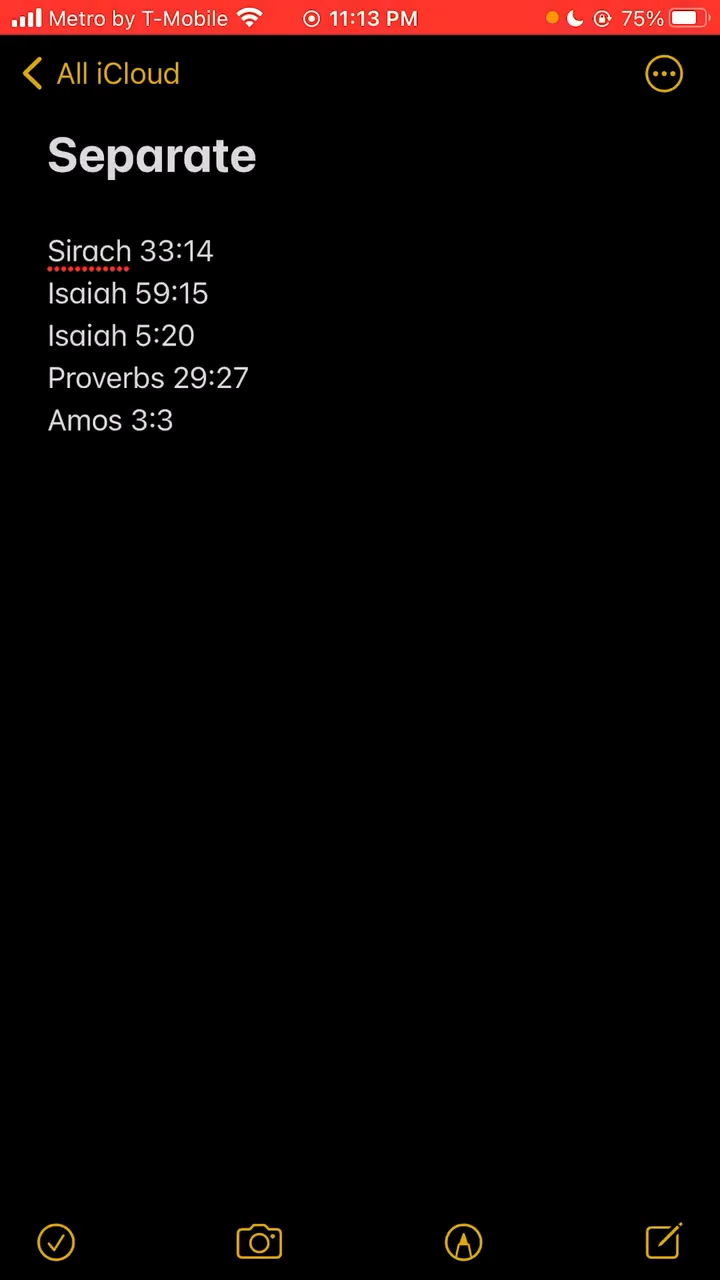 Metro by T-Mobile 11:13 PM 75%
All iCloud
Separate
Sirach 33:14
Isaiah 59:15
Isaiah 5:20
Proverbs 29:27
Amos 3:3